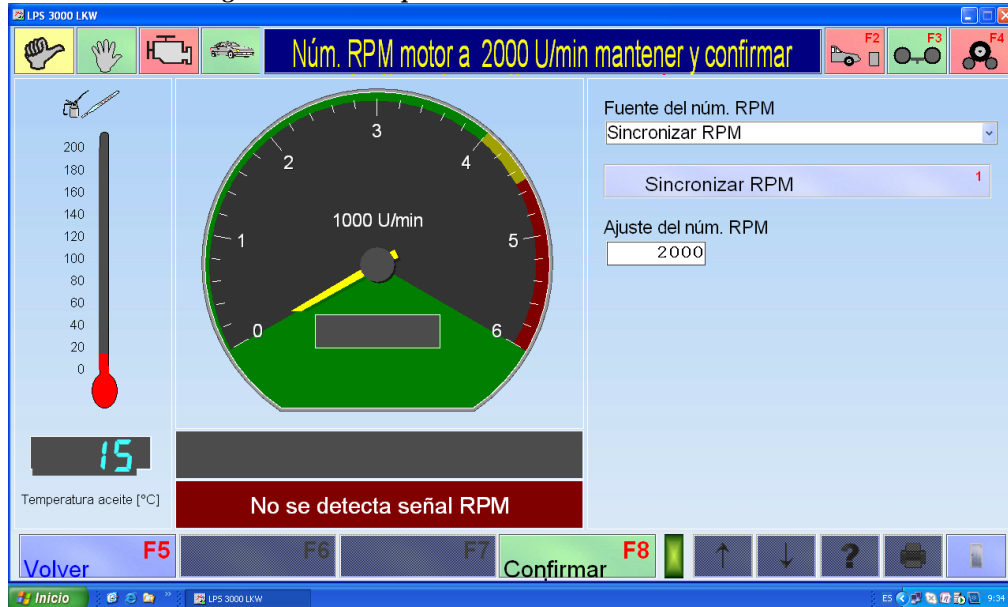 LPS 3000 LKW
Núm. RPM motor a 2000 U/min mantener y confirmar
F2
F3
F4
200
180
160
140
120
100
80
60
40
20
0
15
Temperatura aceite [°C]
0
1
2
3
4
5
6
1000 U/min
No se detecta señal RPM
Fuente del núm. RPM
Sincronizar RPM
Sincronizar RPM
1
Ajuste del núm. RPM
2000
F5
Volver
F6
F7
F8
Confirmar
?
Inicio
»
LPS 3000 LKW
ES
9:34